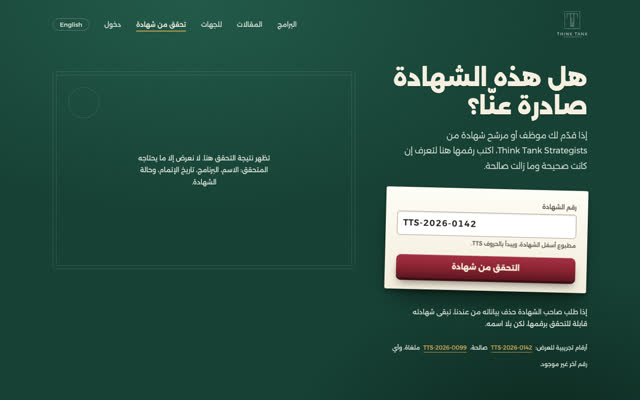 THINK TANK
البرامج
المقالات
للجهات
تحقق من شهادة
دخول
English
هل هذه الشهادة
صادرة عنّا؟
إذا قدّم لك موظف أو مرشح شهادة من
Think Tank Strategists، اكتب رقمها هنا لتعرف إن
كانت صحيحة وما زالت صالحة.
رقم الشهادة
TTS-2026-0142
مطبوع أسفل الشهادة، ويبدأ بالحروف TTS.
التحقق من شهادة
إذا طلب صاحب الشهادة حذف بياناته من عندنا، تبقى شهادته
قابلة للتحقق برقمها، لكن بلا اسمه.
أرقام تجريبية للعرض: TTS-2026-0142 صالحة، TTS-2026-0099 ملغاة، وأي
رقم آخر غير موجود.
تظهر نتيجة التحقق هنا. لا نعرض إلا ما يحتاجه
المتحقق: الاسم، البرنامج، تاريخ الإتمام، وحالة
الشهادة.